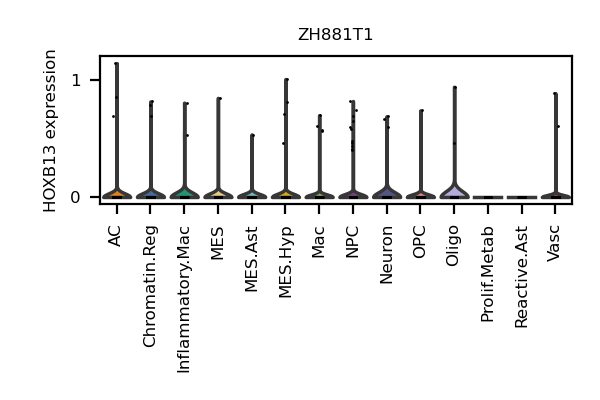 ZH881T1
HOXB13 expression
1
0
AC
Chromatin.Reg
Inflammatory.Mac
MES
MES.Ast
MES.Hyp
Mac
NPC
Neuron
OPC
Oligo
Prolif.Metab
Reactive.Ast
Vasc